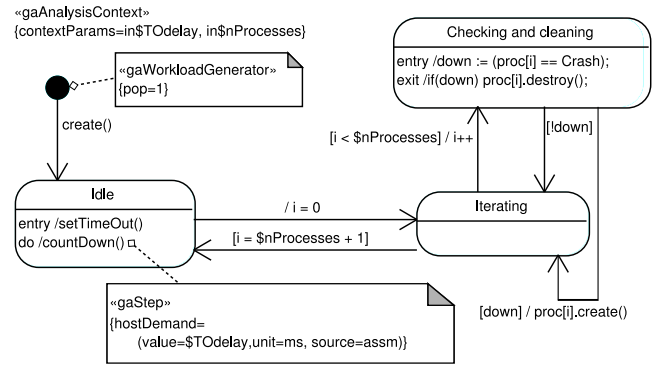 «gaAnalysisContext»
{contextParams=in$TOdelay, in$nProcesses}
«gaWorkloadGenerator»
{pop=1}
create()
Checking and cleaning
entry /down := (proc[i] == Crash);
exit /if(down) proc[i].destroy();
[i < $nProcesses] / i++
[!down]
Idle
entry /setTimeOut()
do /countDown()
/ i = 0
[i = $nProcesses + 1]
Iterating
«gaStep»
{hostDemand=
(value=$TOdelay,unit=ms, source=assm)}
[down] / proc[i].create()